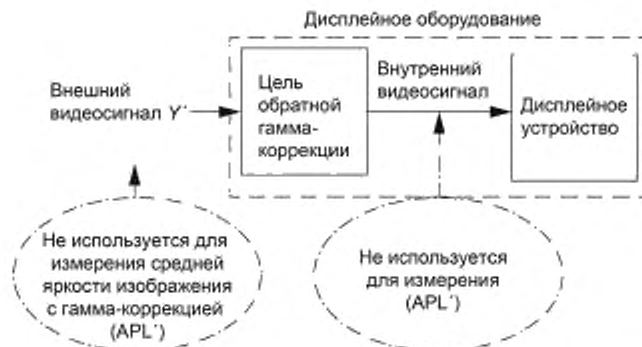 Дисплейное оборудование
Внешний
видеосигнал Y´
Цель
обратной
гамма-
коррекции
Внутренний
видеосигнал
Дисплейное
устройство
Не используется для
измерения средней
яркости изображения
с гамма-коррекцией
(APL´)
Не используется
для измерения
(APL´)